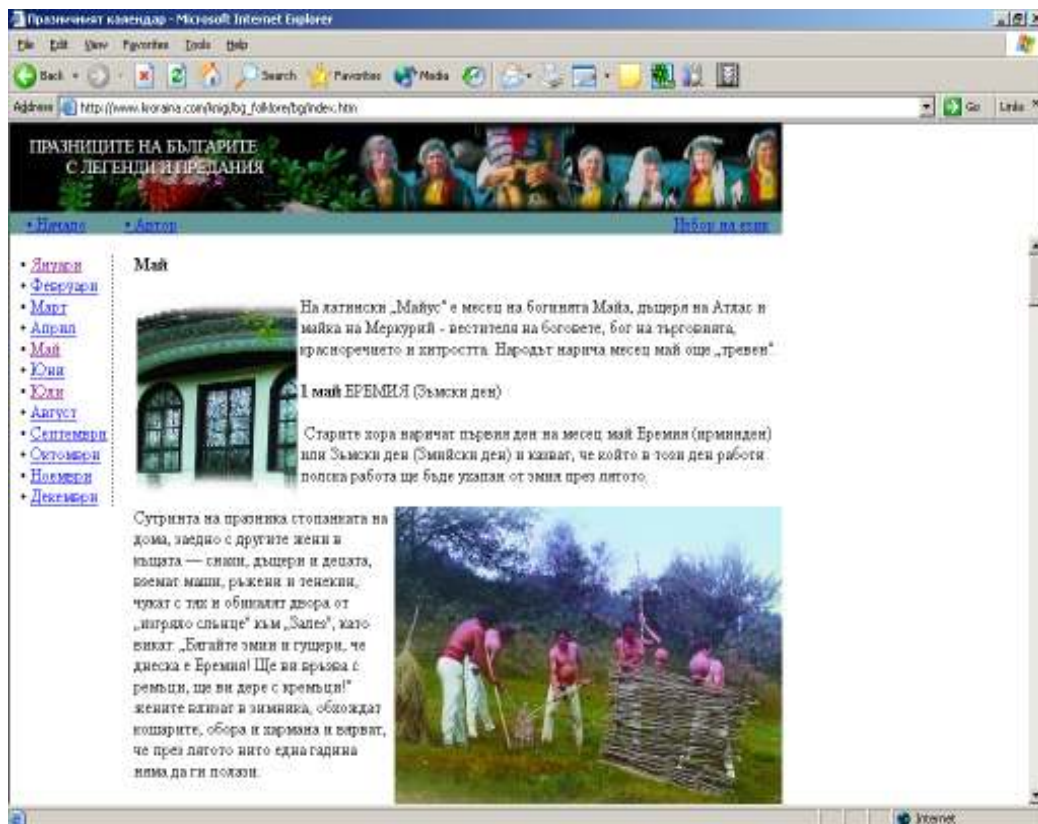 Празничният календар - Microsoft Internet Explorer
File Edit View Favorites Tools Help
Back Search Favorites Media
Address http://www.kroraina.com/knigi/bg_folklore/bg/index.htm Go Links
ПРАЗНИЦИТЕ НА БЪЛГАРИТЕ
С ЛЕГЕНДИ И ПРЕДАНИЯ
• Начало • Автор Избор на език
• Януари
• Февруари
• Март
• Април
• Май
• Юни
• Юли
• Август
• Септември
• Октомври
• Ноември
• Декември
Май
На латински „Майус“ е месец на богинята Майа, дъщеря на Атлас и
майка на Меркурий - вестителя на боговете, бог на търговията,
красноречието и хитростта. Народът нарича месец май още „тревен“.
1 май ЕРЕМИЯ (Зъмски ден)
Старите хора наричат първия ден на месец май Еремия (ирминден)
или Зъмски ден (Змийски ден) и казват, че който в този ден работи
полска работа ще бъде ухапан от змия през лятото.
Сутринта на празника стопанката на
дома, заедно с другите жени в
къщата — снахи, дъщери и децата,
вземат маши, ръжени и тенекии,
чукат с тях и обикалят двора от
„изгряло слънце“ към „Залез“, като
викат: „Бягайте змии и гущери, че
днеска е Еремия! Ще ви връзва с
ремъци, ще ви дере с кремъци!“
жените влизат в зимника, обхождат
кошарите, обора и хармана и вярват,
че през лятото нито една гадина
няма да ги полази.
Internet